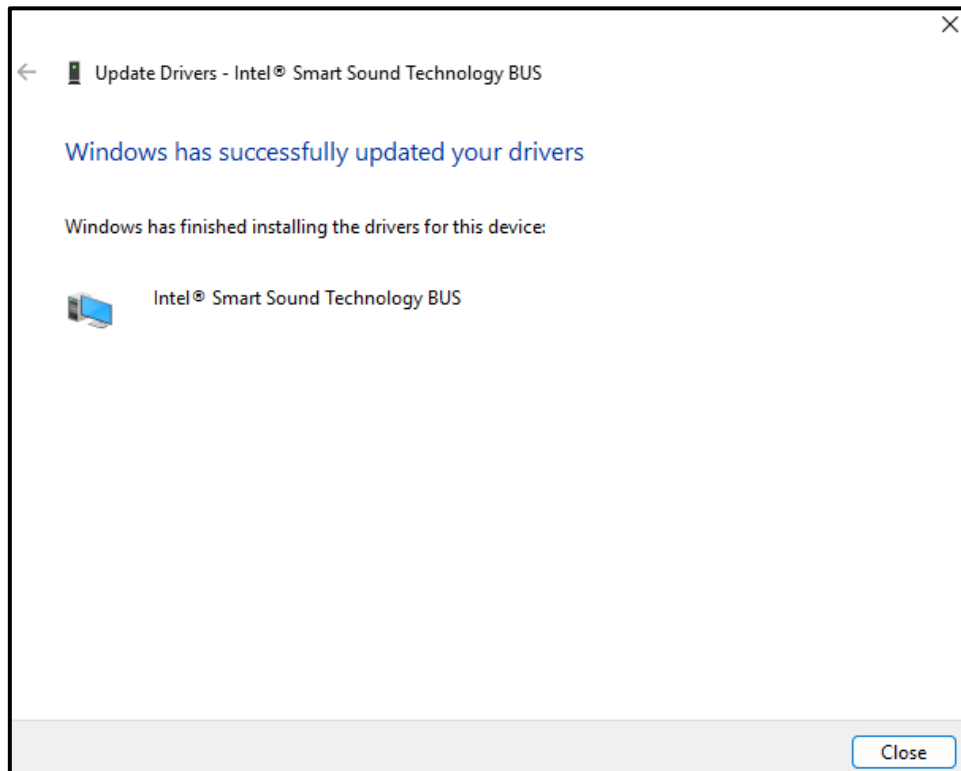 Update Drivers - Intel® Smart Sound Technology BUS
Windows has successfully updated your drivers
Windows has finished installing the drivers for this device:
Intel® Smart Sound Technology BUS
Close